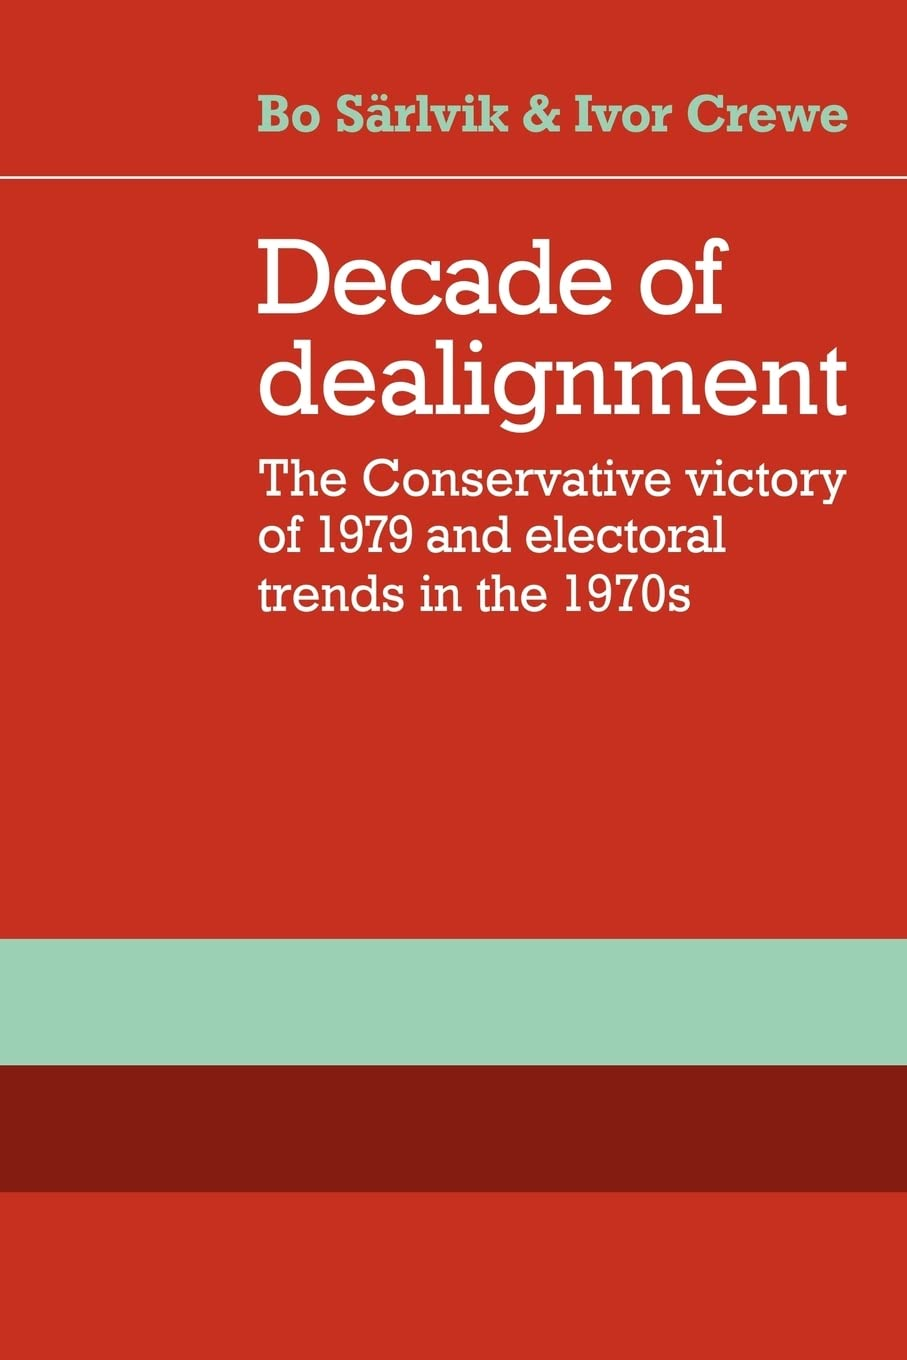 Bo Särlvik & Ivor Crewe
Decade of
dealignment
The Conservative victory
of 1979 and electoral
trends in the 1970s